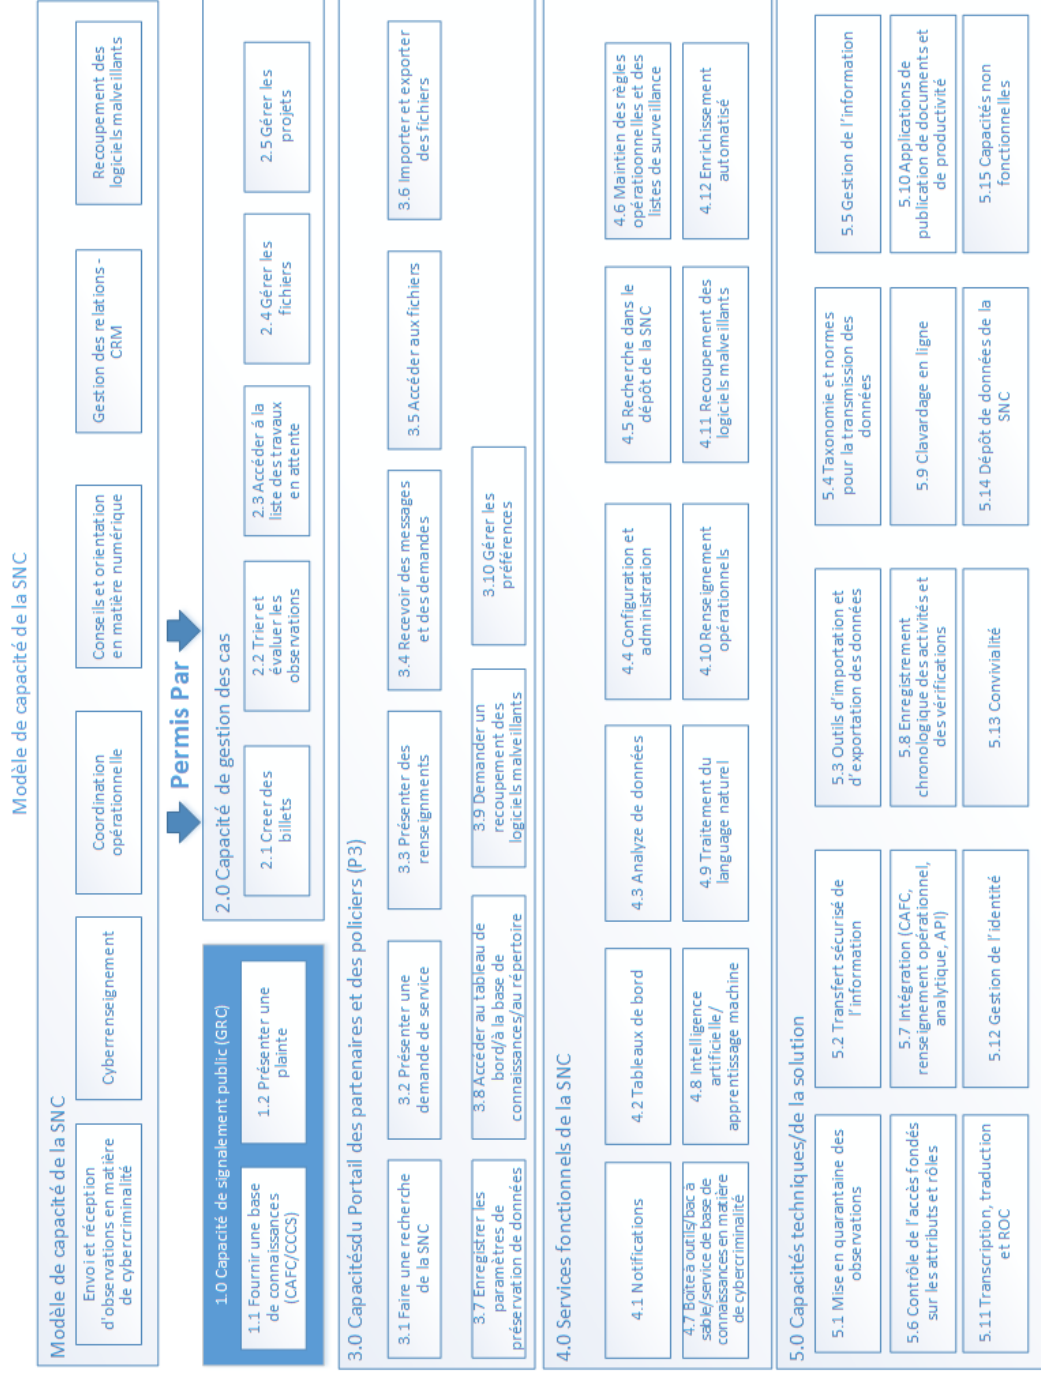 Modèle de capacité de la SNC
Modèle de capacité de la SNC
Envoi et réception
d'observations en matière
de cybercriminalité
Cyberrenseignement
Coordination
opérationnelle
Conseils et orientation
en matière numérique
Gestion des relations -
CRM
Recoupement des
logiciels malveillants
Permis Par
1.0 Capacité de signalement public (GRC)
1.1 Fournir une base
de connaissances
(CAFC/CCCS)
1.2 Présenter une
plainte
2.0 Capacité de gestion des cas
2.1 Creer des
billets
2.2 Trier et
évaluer les
observations
2.3 Accéder á la
liste des travaux
en attente
2.4 Gérer les
fichiers
2.5 Gérer les
projets
3.0 Capacitésdu Portail des partenaires et des policiers (P3)
3.1 Faire une recherche
de la SNC
3.2 Présenter une
demande de service
3.3 Présenter des
renseignments
3.4 Recevoir des messages
et des demandes
3.5 Accéder aux fichiers
3.6 Importer et exporter
des fichiers
3.7 Enregistrer les
paramètres de
préservation de données
3.8 Accéder au tableau de
bord/à la base de
connaissances/au répertoire
3.9 Demander un
recoupement des
logiciels malveillants
3.10 Gérer les
préférences
4.0 Services fonctionnels de la SNC
4.1 Notifications
4.2 Tableaux de bord
4.3 Analyze de données
4.4 Configuration et
administration
4.5 Recherche dans le
dépôt de la SNC
4.6 Maintien des règles
opératioonnelles et des
listes de surveillance
4.7 Boîte à outils/bac à
sable/service de base de
connaissances en matière
de cybercriminalité
4.8 Intelligence
artificielle/
apprentissage machine
4.9 Traitement du
language naturel
4.10 Renseignement
opérationnels
4.11 Recoupement des
logiciels malveillants
4.12 Enrichissement
automatisé
5.0 Capacités techniques/de la solution
5.1 Mise en quarantaine des
observations
5.2 Transfert sécurisé de
l'information
5.3 Outils d'importation et
d'exportation des données
5.4 Taxonomie et normes
pour la transmission des
données
5.5 Gestion de l'information
5.6 Contrôle de l'accès fondés
sur les attributs et rôles
5.7 Intégration (CAFC,
renseignement opérationnel,
analytique, API)
5.8 Enregistrement
chronologique des activités et
des vérifications
5.9 Clavardage en ligne
5.10 Applications de
publication de documents et
de productivité
5.11 Transcription, traduction
et ROC
5.12 Gestion de l'identité
5.13 Convivialité
5.14 Dépôt de données de la
SNC
5.15 Capacités non
fonctionnelles